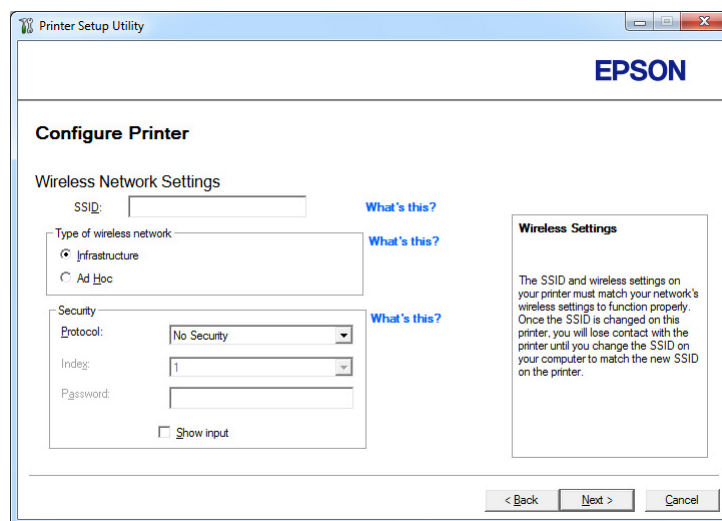 Printer Setup Utility
EPSON
Configure Printer
Wireless Network Settings
SSID:
What's this?
Type of wireless network
What's this?
Infrastructure
Ad Hoc
Security
What's this?
Protocol:
No Security
Index:
1
Password:
Show input
Wireless Settings
The SSID and wireless settings on
your printer must match your network's
wireless settings to function properly.
Once the SSID is changed on this
printer, you will lose contact with the
printer until you change the SSID on
your computer to match the new SSID
on the printer.
< Back
Next >
Cancel